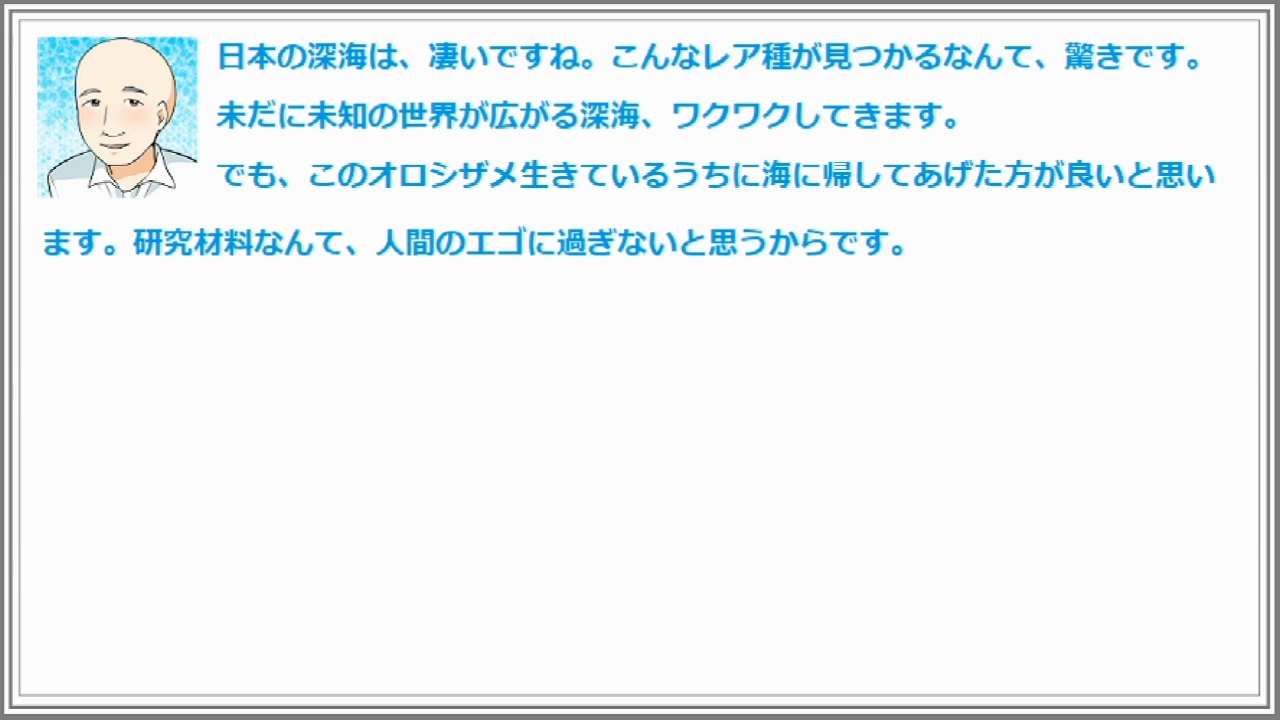 日本の深海は、凄いですね。こんなレア種が見つかるなんて、驚きです。
未だに未知の世界が広がる深海、ワクワクしてきます。
でも、このオロシザメ生きているうちに海に帰してあげた方が良いと思い
ます。研究材料なんて、人間のエゴに過ぎないと思うからです。